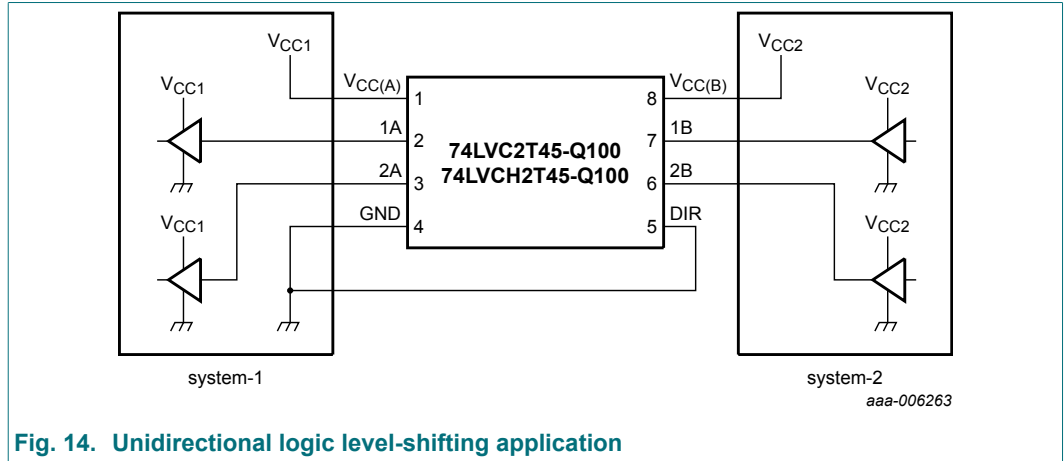 VCC1
VCC2
VCC1
VCC(A)
VCC(B)
VCC2
1
8
1A
1B
2
7
74LVC2T45-Q100
74LVCH2T45-Q100
2A
2B
3
6
VCC1
GND
DIR
VCC2
4
5
system-1
system-2
aaa-006263
Fig. 14. Unidirectional logic level-shifting application